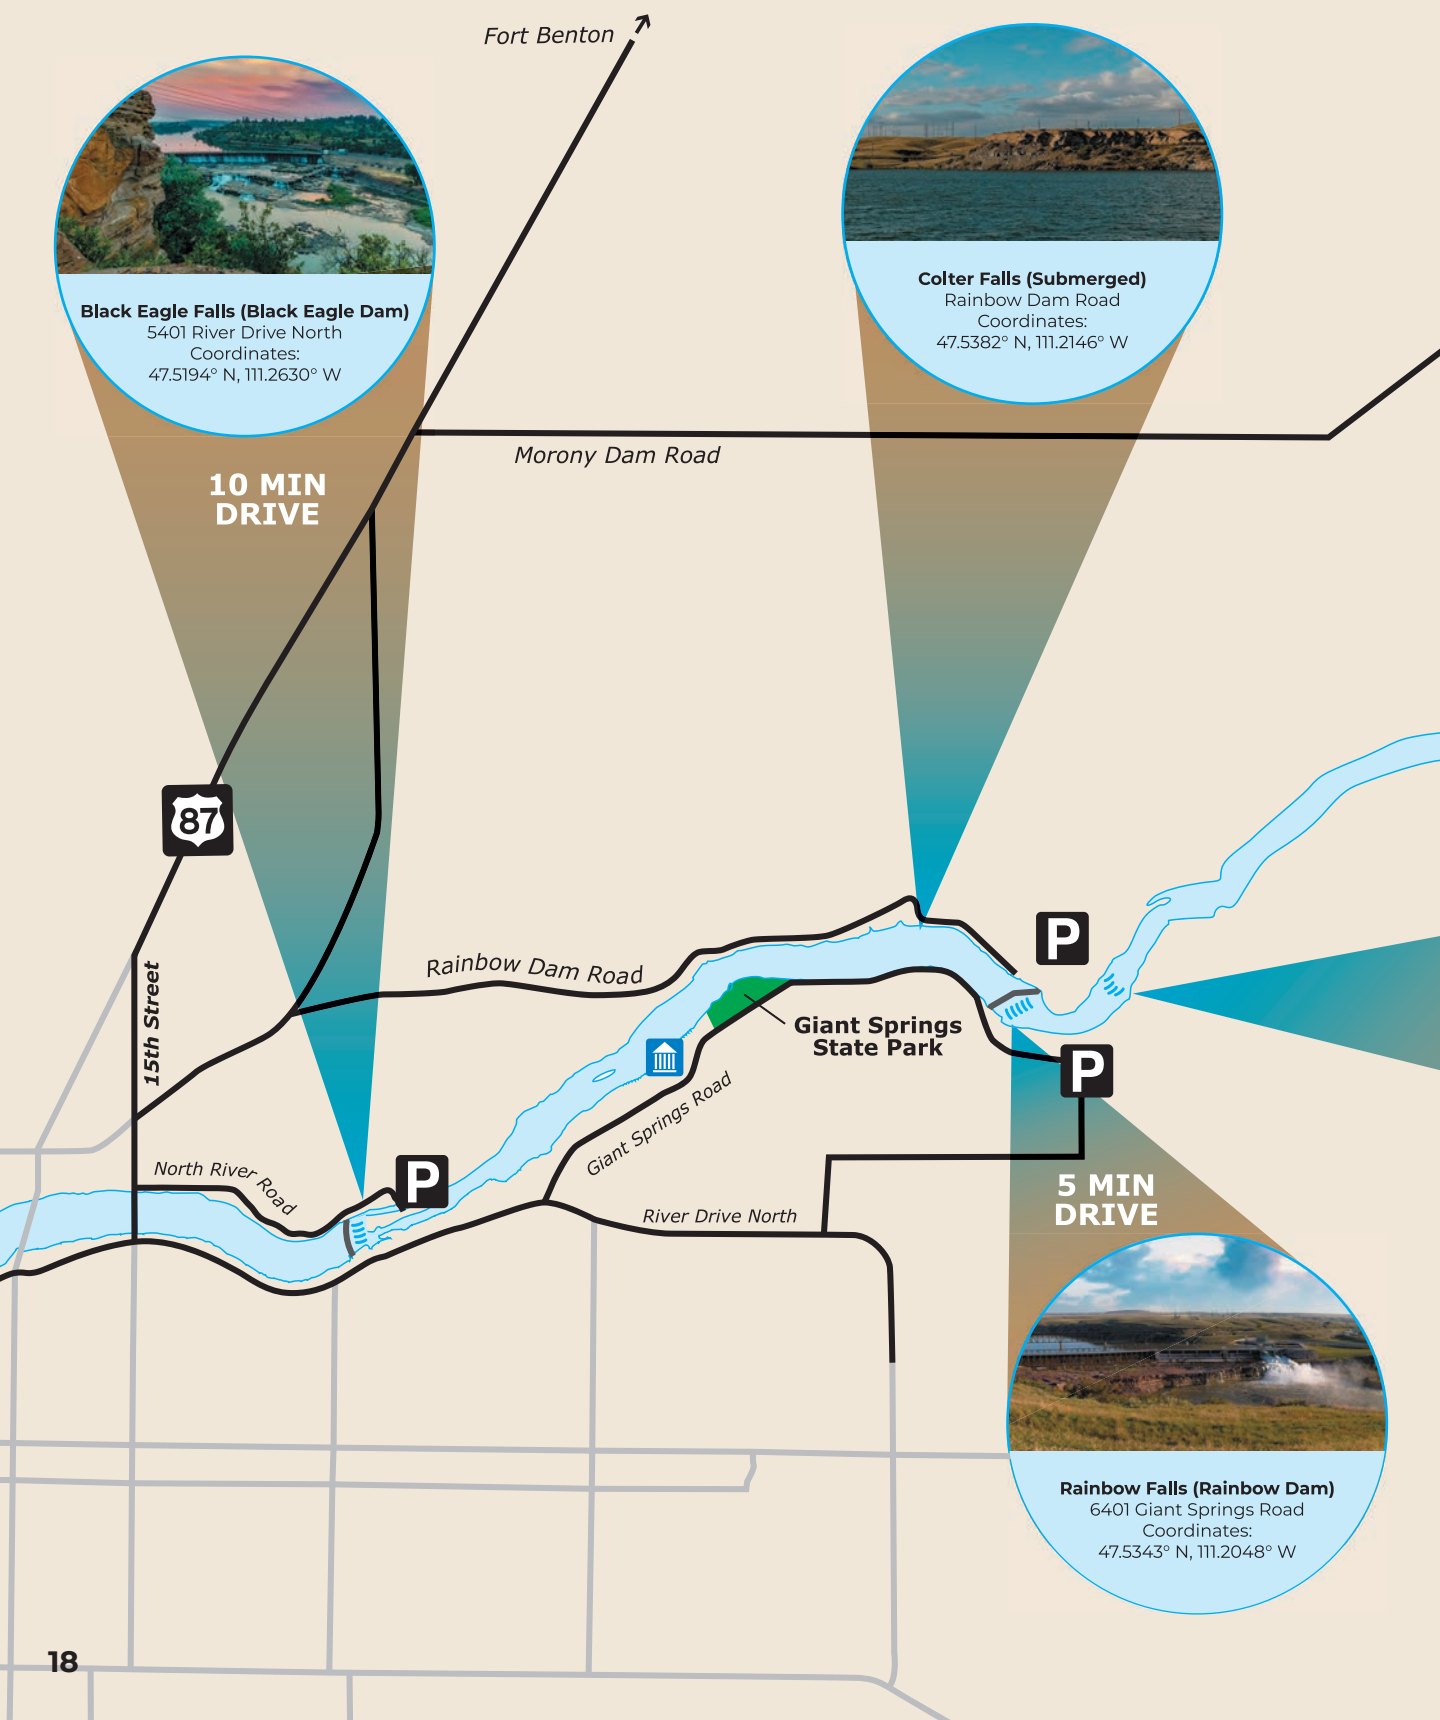 Fort Benton
Black Eagle Falls (Black Eagle Dam)
5401 River Drive North
Coordinates:
47.5194° N, 111.2630° W
Colter Falls (Submerged)
Rainbow Dam Road
Coordinates:
47.5382° N, 111.2146° W
Morony Dam Road
10 MIN
DRIVE
87
15th Street
Rainbow Dam Road
P
Giant Springs
State Park
P
Giant Springs Road
North River Road
P
River Drive North
5 MIN
DRIVE
Rainbow Falls (Rainbow Dam)
6401 Giant Springs Road
Coordinates:
47.5343° N, 111.2048° W
18